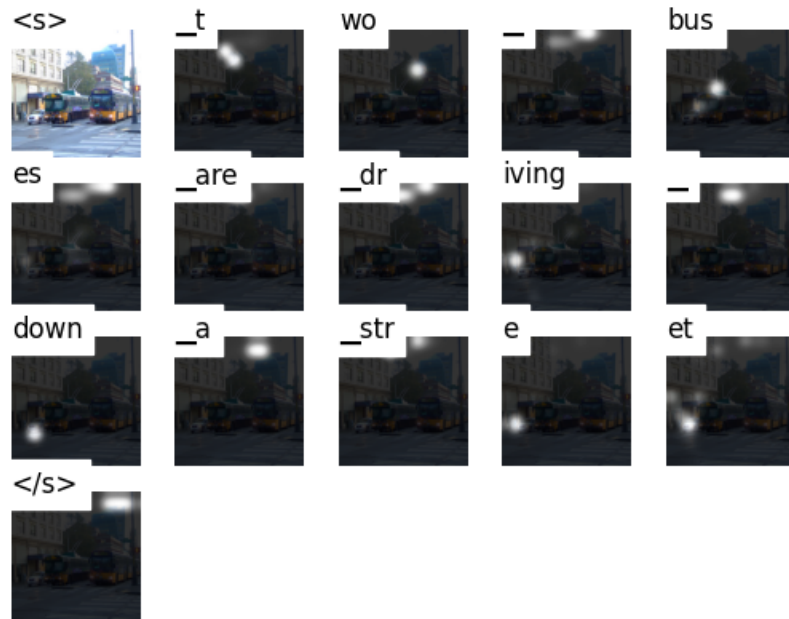 <s> _t wo _ bus
es _are _dr iving _
down _a _str e et
</s>